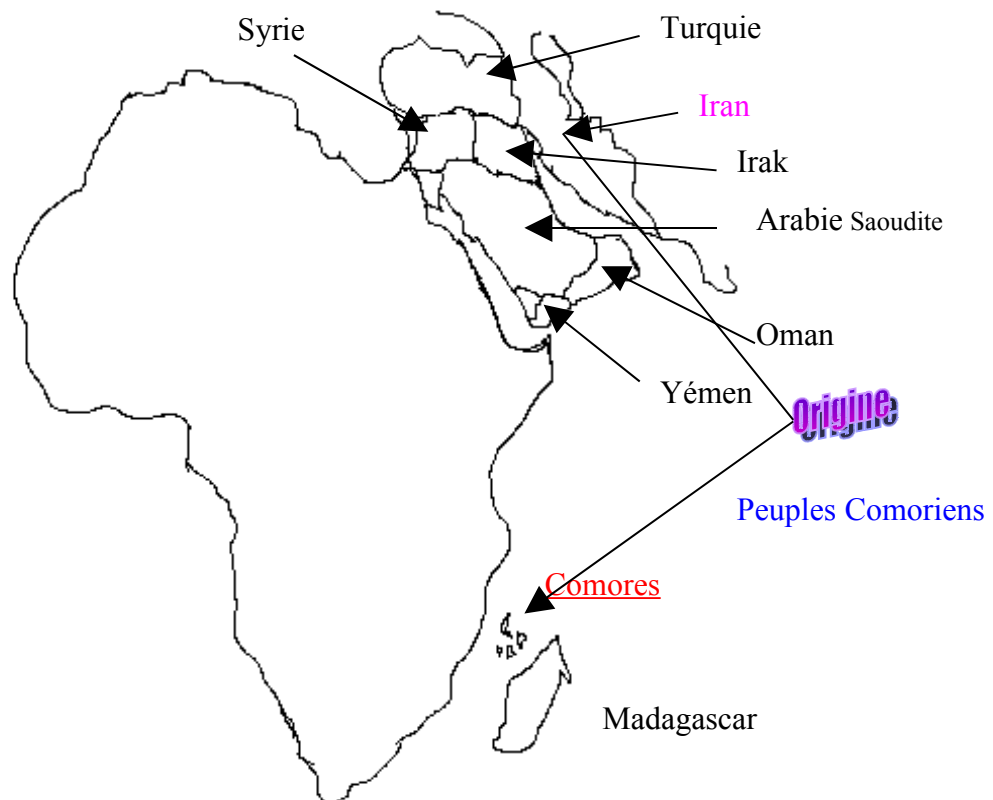 Syrie
Turquie
Iran
Irak
Arabie Saoudite
Oman
Yémen
Origine
Peuples Comoriens
Comores
Madagascar